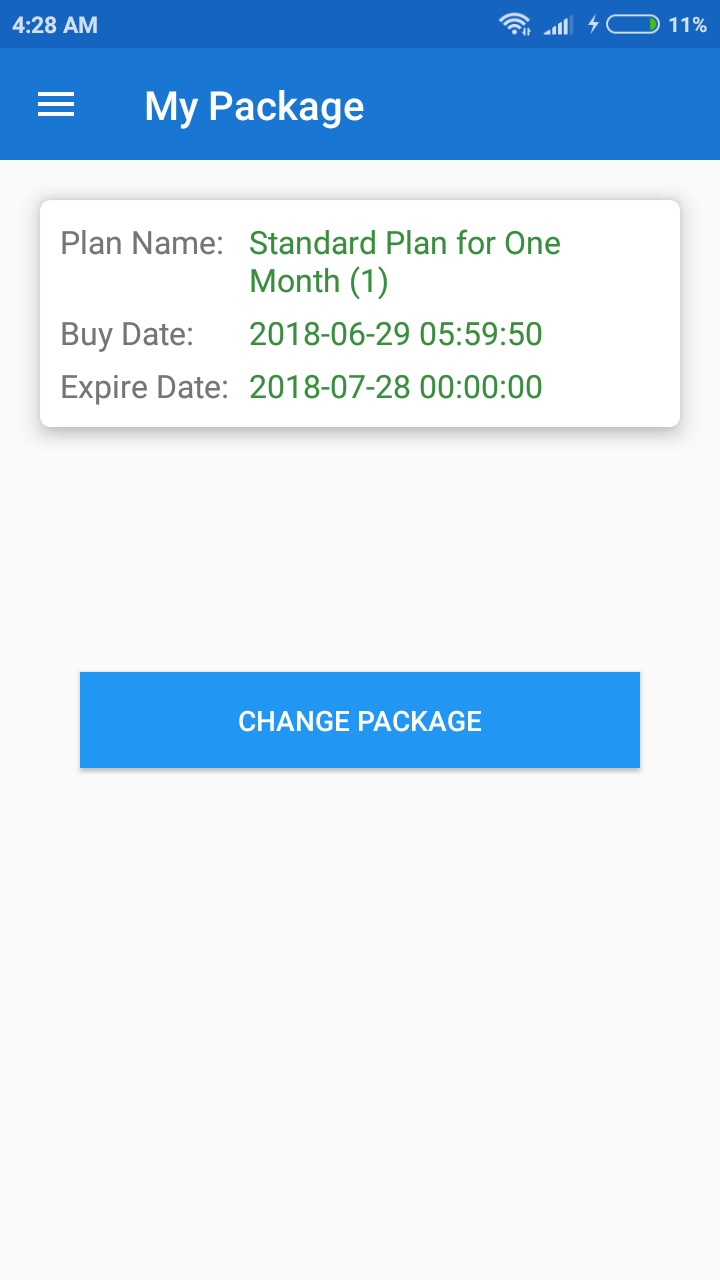 4:28 AM 11%
My Package
Plan Name: Standard Plan for One
Month (1)
Buy Date: 2018-06-29 05:59:50
Expire Date: 2018-07-28 00:00:00
CHANGE PACKAGE